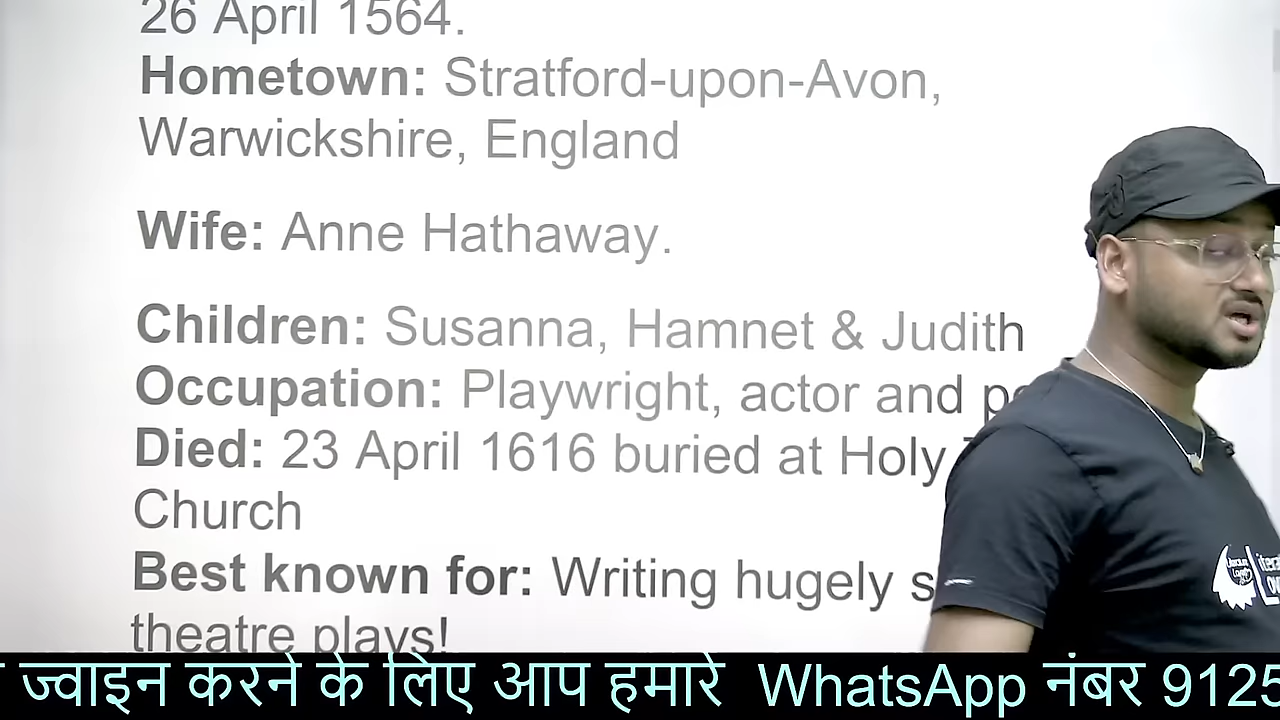 26 April 1564.
Hometown: Stratford-upon-Avon,
Warwickshire, England
Wife: Anne Hathaway.
Children: Susanna, Hamnet & Judith
Occupation: Playwright, actor and
Died: 23 April 1616 buried at Holy
Church
Best known for: Writing hugely
theatre plays!
ज्वाइन करने के लिए आप हमारे WhatsApp नंबर 9125